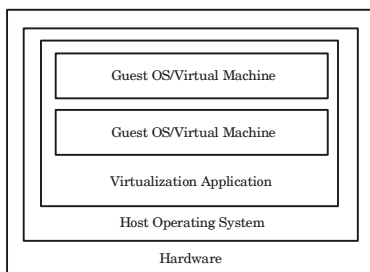 Guest OS/Virtual Machine
Guest OS/Virtual Machine
Virtualization Application
Host Operating System
Hardware